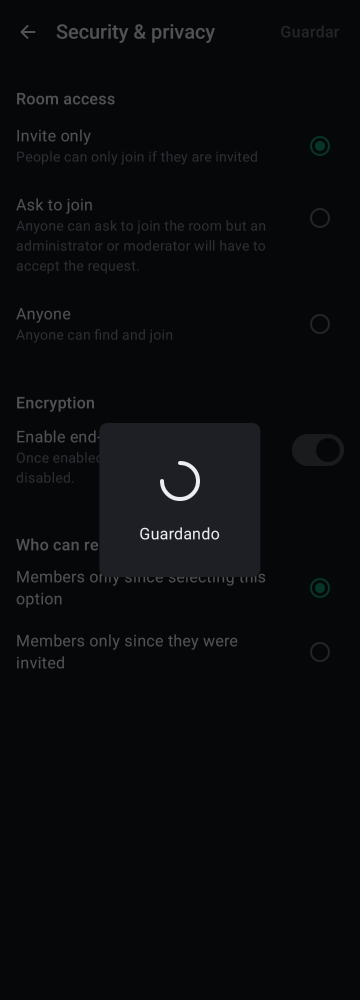 Security & privacy
Guardar
Room access
Invite only
People can only join if they are invited
Ask to join
Anyone can ask to join the room but an
administrator or moderator will have to
accept the request.
Anyone
Anyone can find and join
Encryption
Enable end-
Once enabled
disabled.
Guardando
Who can re
Members only since selecting this
option
Members only since they were
invited